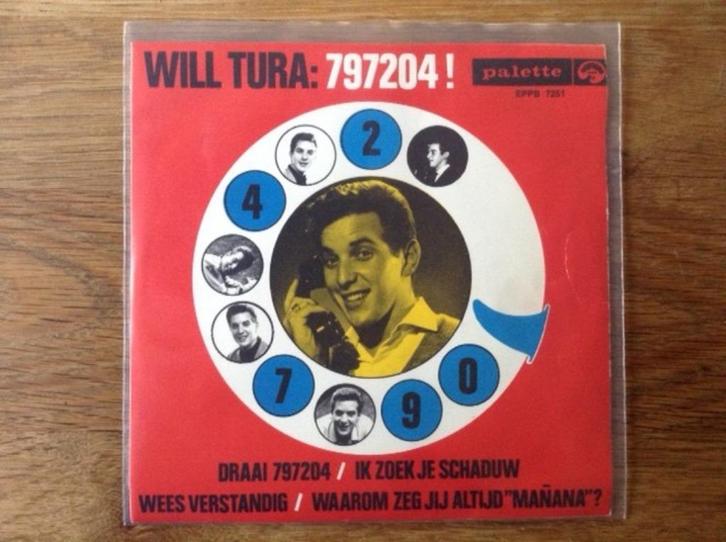 WILL TURA: 797204 ! palette
EPPB 7251
2
4
7
9
0
DRAAI 797204 / IK ZOEK JE SCHADUW
WEES VERSTANDIG / WAAROM ZEG JIJ ALTIJD "MAÑANA"?